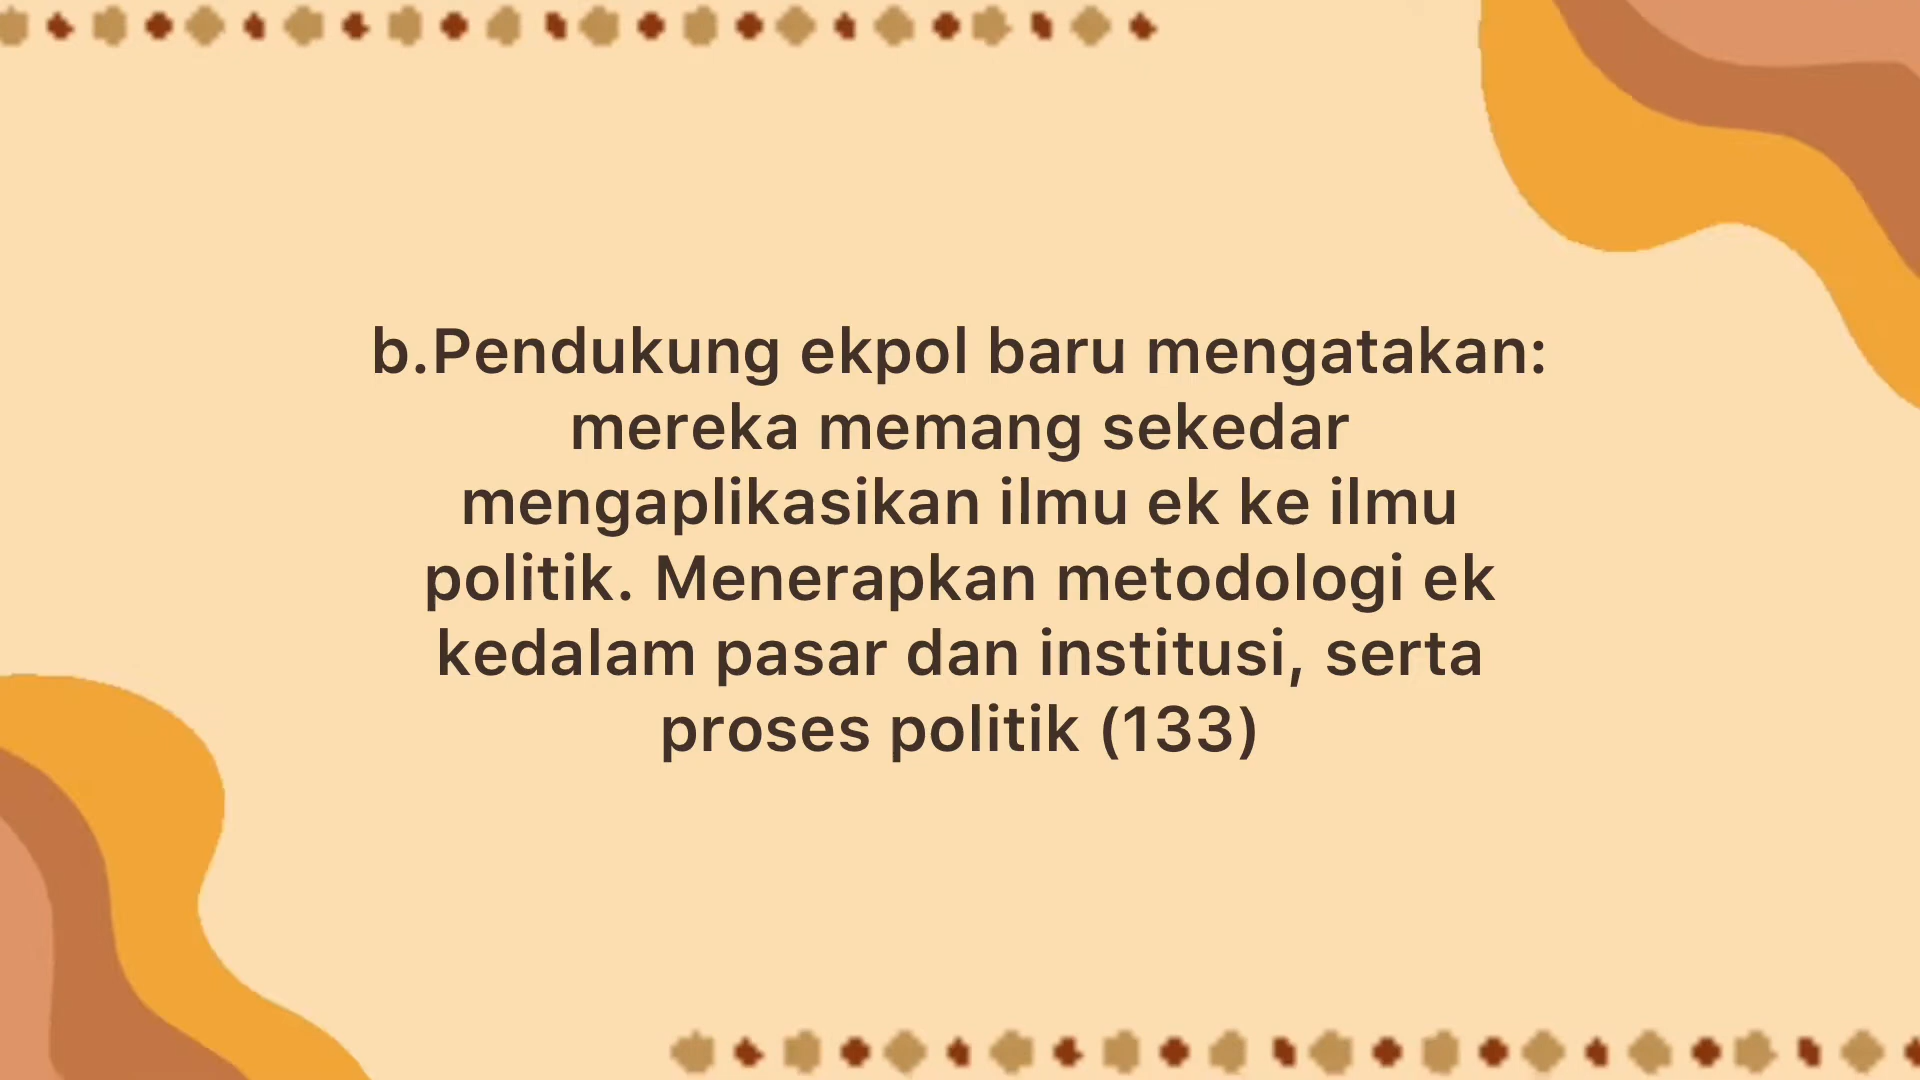 b.Pendukung ekpol baru mengatakan:
mereka memang sekedar
mengaplikasikan ilmu ek ke ilmu
politik. Menerapkan metodologi ek
kedalam pasar dan institusi, serta
proses politik (133)